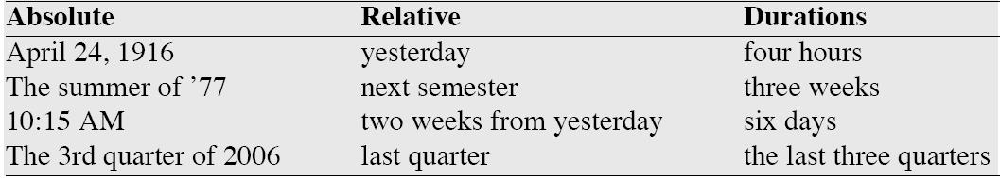 Absolute Relative Durations
April 24, 1916 yesterday four hours
The summer of ’77 next semester three weeks
10:15 AM two weeks from yesterday six days
The 3rd quarter of 2006 last quarter the last three quarters